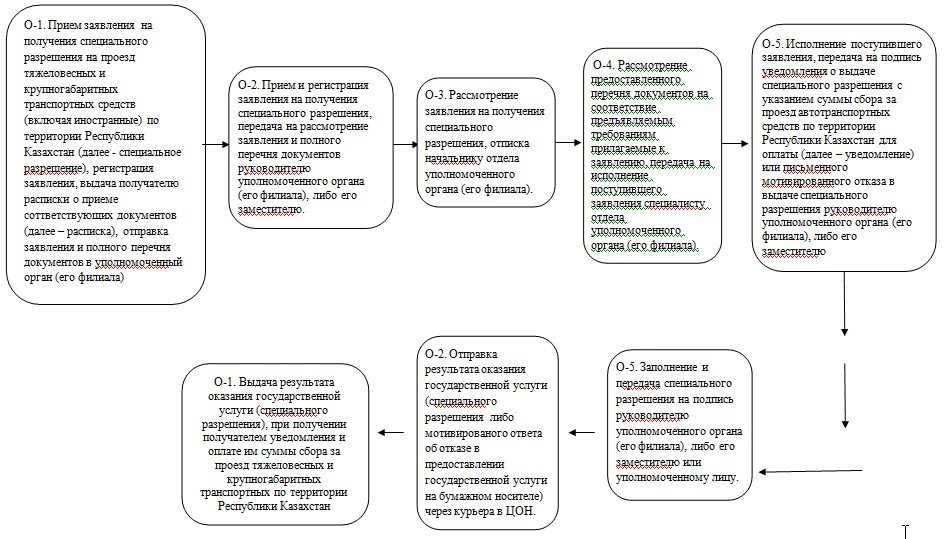 О-1. Прием заявления на
получения специального
разрешения на проезд
тяжеловесных и
крупногабаритных
транспортных средств
(включая иностранные) по
территории Республики
Казахстан (далее - специальное
разрешение), регистрация
заявления, выдача получателю
расписки о приеме
соттветствующих документов
(далее – расписка), отправка
заявления и полного перечня
документов в уполномоченный
орган (его филиала)
О-2. Прием и регистрация
заявления на получения
специального разрешения,
передача на рассмотрение
заявления и полного
перечня документов
руководителю
уполномоченного органа
(его филиала), либо его
заместителю.
О-3. Рассмотрение
заявления на получения
специального
разрешения, отписка
начальнику отдела
уполномоченного
органа (его филиала).
О-4. Рассмотрение
предоставленного
перечня документов на
соответствие
предъявляемым
требованиям
прилагаемые к
заявлению, передача на
исполнение
поступившего
заявления специалисту
отдела
уполномоченного
органа (его филиала)
О-5. Исполнение поступившего
заявления, передача на подпись
уведомления о выдаче
специального разрешения с
указанием суммы сбора за
проезд автотранспортных
средств по территории
Республики Казахстан для
оплаты (далее – уведомление)
или письменного
мотивированного отказа в
выдаче специального
разрешения руководителю
уполномоченного органа (его
филиала), либо его
заместителю
О-1. Выдача результата
оказания государственной
услуги (специального
разрешения), при получении
получателем уведомления и
оплате им суммы сбора за
проезд тяжеловесных и
крупногабаритных
транспортных по территории
Республики Казахстан
О-2. Отправка
результата оказания
государственной услуги
(специального
разрешения либо
мотивированого ответа
об отказе в
предоставлении
государственной услуги
на бумажном носителе)
через курьера в ЦОН.
О-5. Заполнение и
передача специального
разрешения на подпись
руководителю
уполномоченного органа
(его филиала), либо его
заместителю или
уполномоченному лицу.